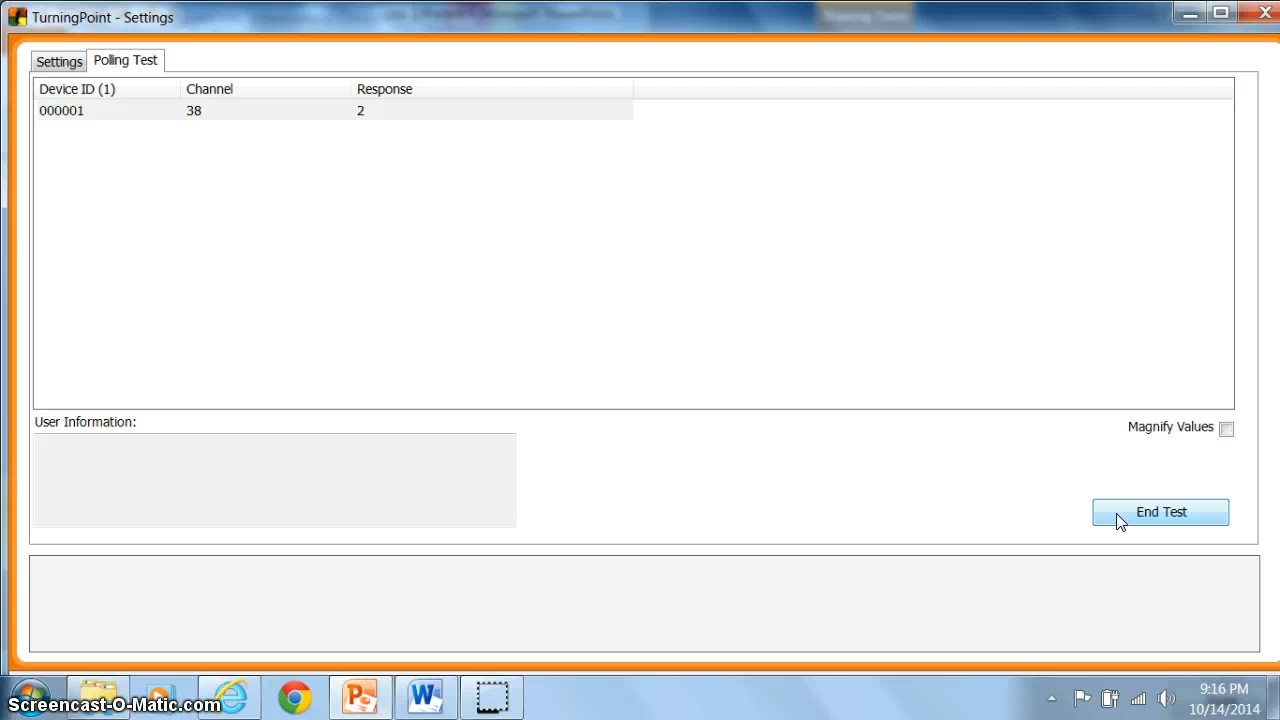 TurningPoint - Settings
Settings
Polling Test
Device ID (1) Channel Response
000001 38 2
User Information:
Magnify Values
End Test
Screencast-O-Matic.com
9:16 PM
10/14/2014